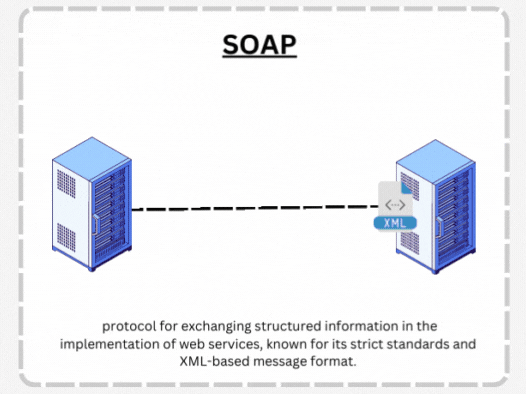 SOAP
XML
protocol for exchanging structured information in the
implementation of web services, known for its strict standards and
XML-based message format.